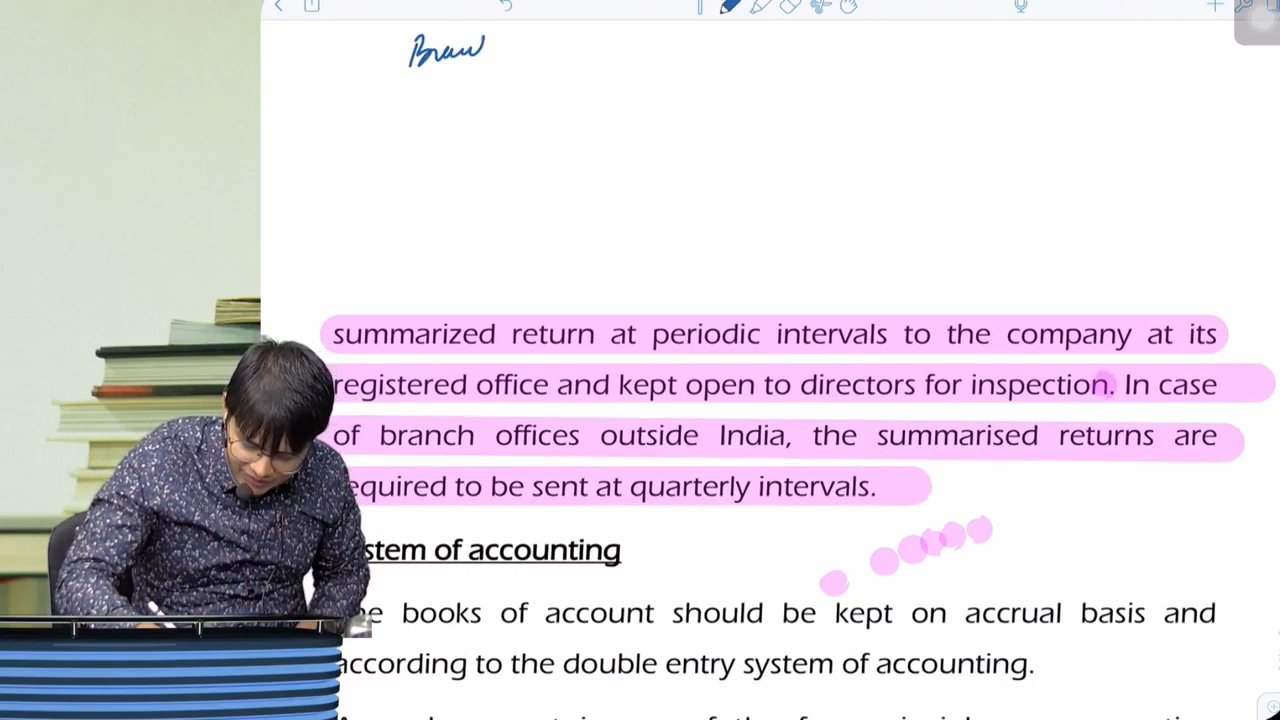 Bran
summarized return at periodic intervals to the company at its
registered office and kept open to directors for inspection. In case
of branch offices outside India, the summarised returns are
equired to be sent at quarterly intervals.
stem of accounting
e books of account should be kept on accrual basis and
according to the double entry system of accounting.